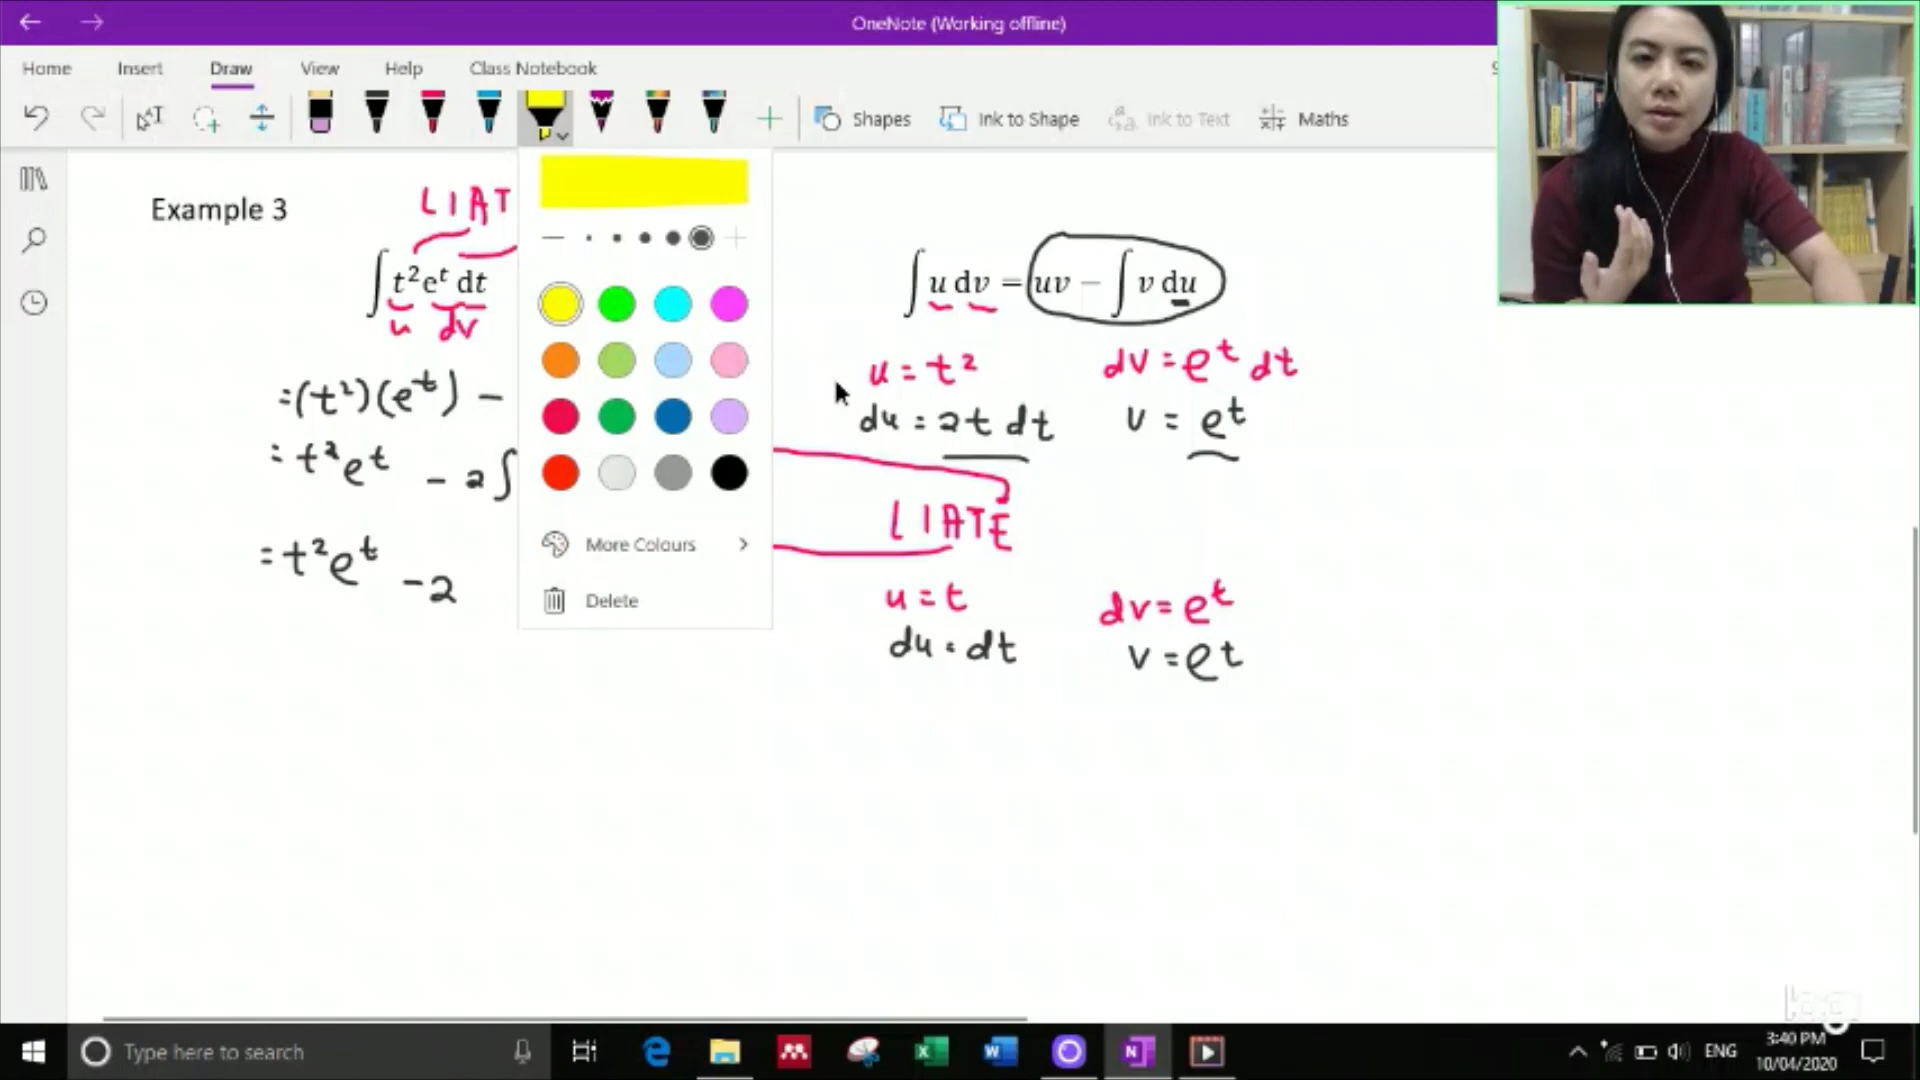 OneNote (Working offline)
Home Insert Draw View Help Class Notebook
Shapes Ink to Shape Ink to Text Maths
Example 3
LIAT
∫ t²eᵗ dt
u dv
∫ u dv = uv − ∫ v du
u = t² dv = eᵗ dt
= (t²)(eᵗ) −
du = 2t dt v = eᵗ
= t²eᵗ − 2∫
LIATE
= t²eᵗ − 2
More Colours
Delete
u = t dv = eᵗ
du = dt v = eᵗ
Type here to search
ENG
3:40 PM
10/04/2020